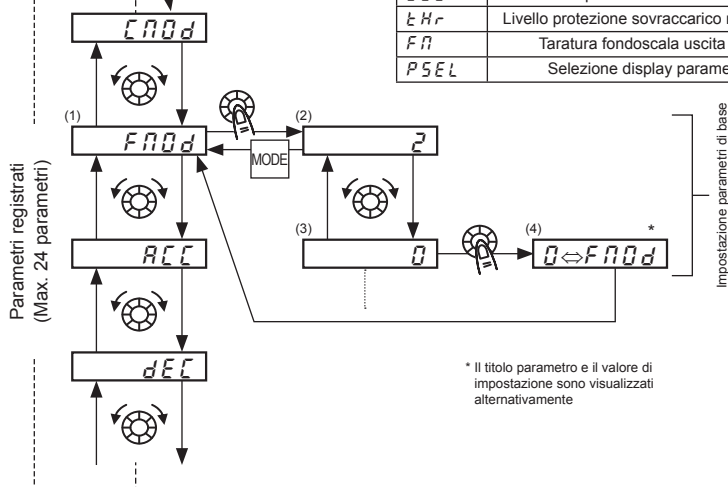 CMOd
tHr Livello protezione sovraccarico
FM Taratura fondoscala uscita
PSEL Selezione display parame
(1)
FMOd
MODE
(2)
2
(3)
0
(4)
*
0⇔FMOd
ACC
dEC
Parametri registrati
(Max. 24 parametri)
Impostazione parametri di base
* Il titolo parametro e il valore di
impostazione sono visualizzati
alternativamente